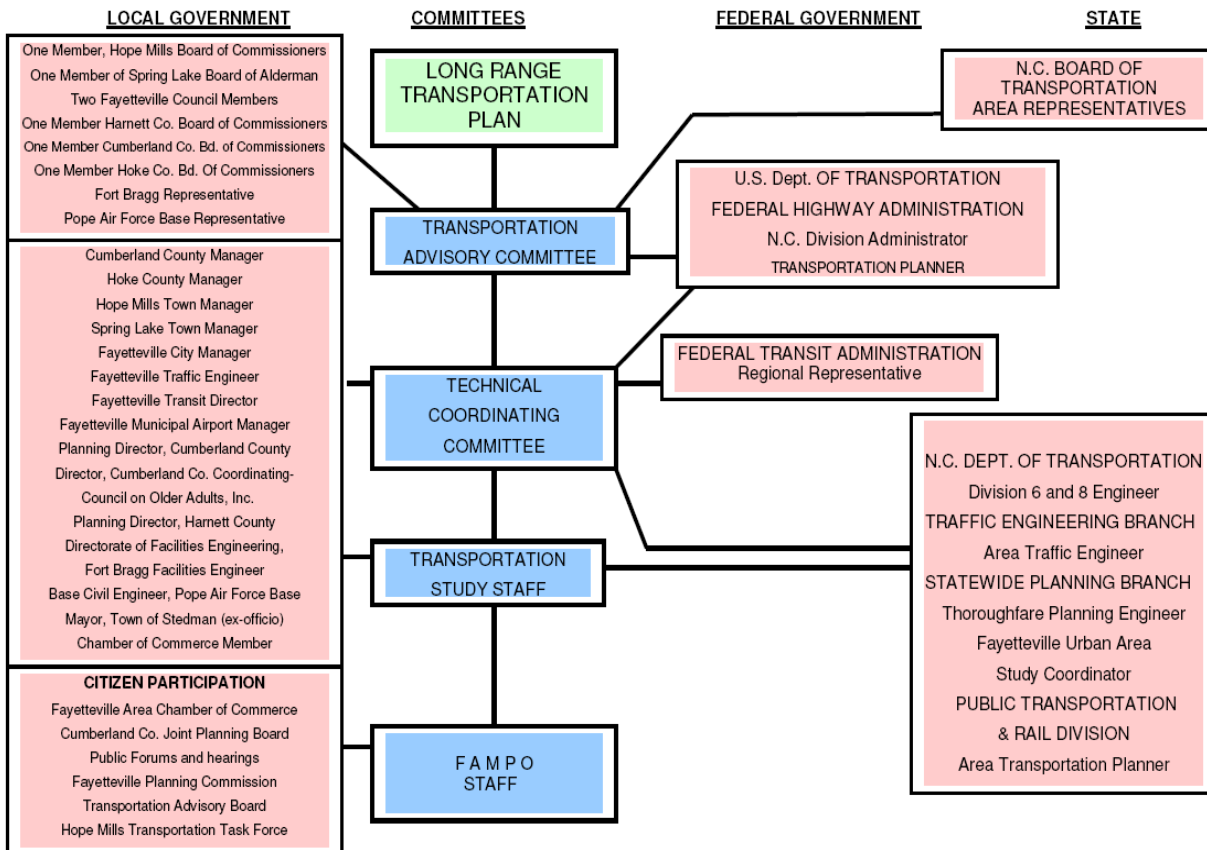 LOCAL GOVERNMENT
COMMITTEES
FEDERAL GOVERNMENT
STATE
One Member, Hope Mills Board of Commissioners
One Member of Spring Lake Board of Alderman
Two Fayetteville Council Members
One Member Harnett Co. Board of Commissioners
One Member Cumberland Co. Bd. of Commissioners
One Member Hoke Co. Bd. Of Commissioners
Fort Bragg Representative
Pope Air Force Base Representative
Cumberland County Manager
Hoke County Manager
Hope Mills Town Manager
Spring Lake Town Manager
Fayetteville City Manager
Fayetteville Traffic Engineer
Fayetteville Transit Director
Fayetteville Municipal Airport Manager
Planning Director, Cumberland County
Director, Cumberland Co. Coordinating-
Council on Older Adults, Inc.
Planning Director, Harnett County
Directorate of Facilities Engineering,
Fort Bragg Facilities Engineer
Base Civil Engineer, Pope Air Force Base
Mayor, Town of Stedman (ex-officio)
Chamber of Commerce Member
CITIZEN PARTICIPATION
Fayetteville Area Chamber of Commerce
Cumberland Co. Joint Planning Board
Public Forums and hearings
Fayetteville Planning Commission
Transportation Advisory Board
Hope Mills Transportation Task Force
LONG RANGE
TRANSPORTATION
PLAN
TRANSPORTATION
ADVISORY COMMITTEE
TECHNICAL
COORDINATING
COMMITTEE
TRANSPORTATION
STUDY STAFF
F A M P O
STAFF
U.S. Dept. OF TRANSPORTATION
FEDERAL HIGHWAY ADMINISTRATION
N.C. Division Administrator
TRANSPORTATION PLANNER
FEDERAL TRANSIT ADMINISTRATION
Regional Representative
N.C. BOARD OF
TRANSPORTATION
AREA REPRESENTATIVES
N.C. DEPT. OF TRANSPORTATION
Division 6 and 8 Engineer
TRAFFIC ENGINEERING BRANCH
Area Traffic Engineer
STATEWIDE PLANNING BRANCH
Thoroughfare Planning Engineer
Fayetteville Urban Area
Study Coordinator
PUBLIC TRANSPORTATION
& RAIL DIVISION
Area Transportation Planner